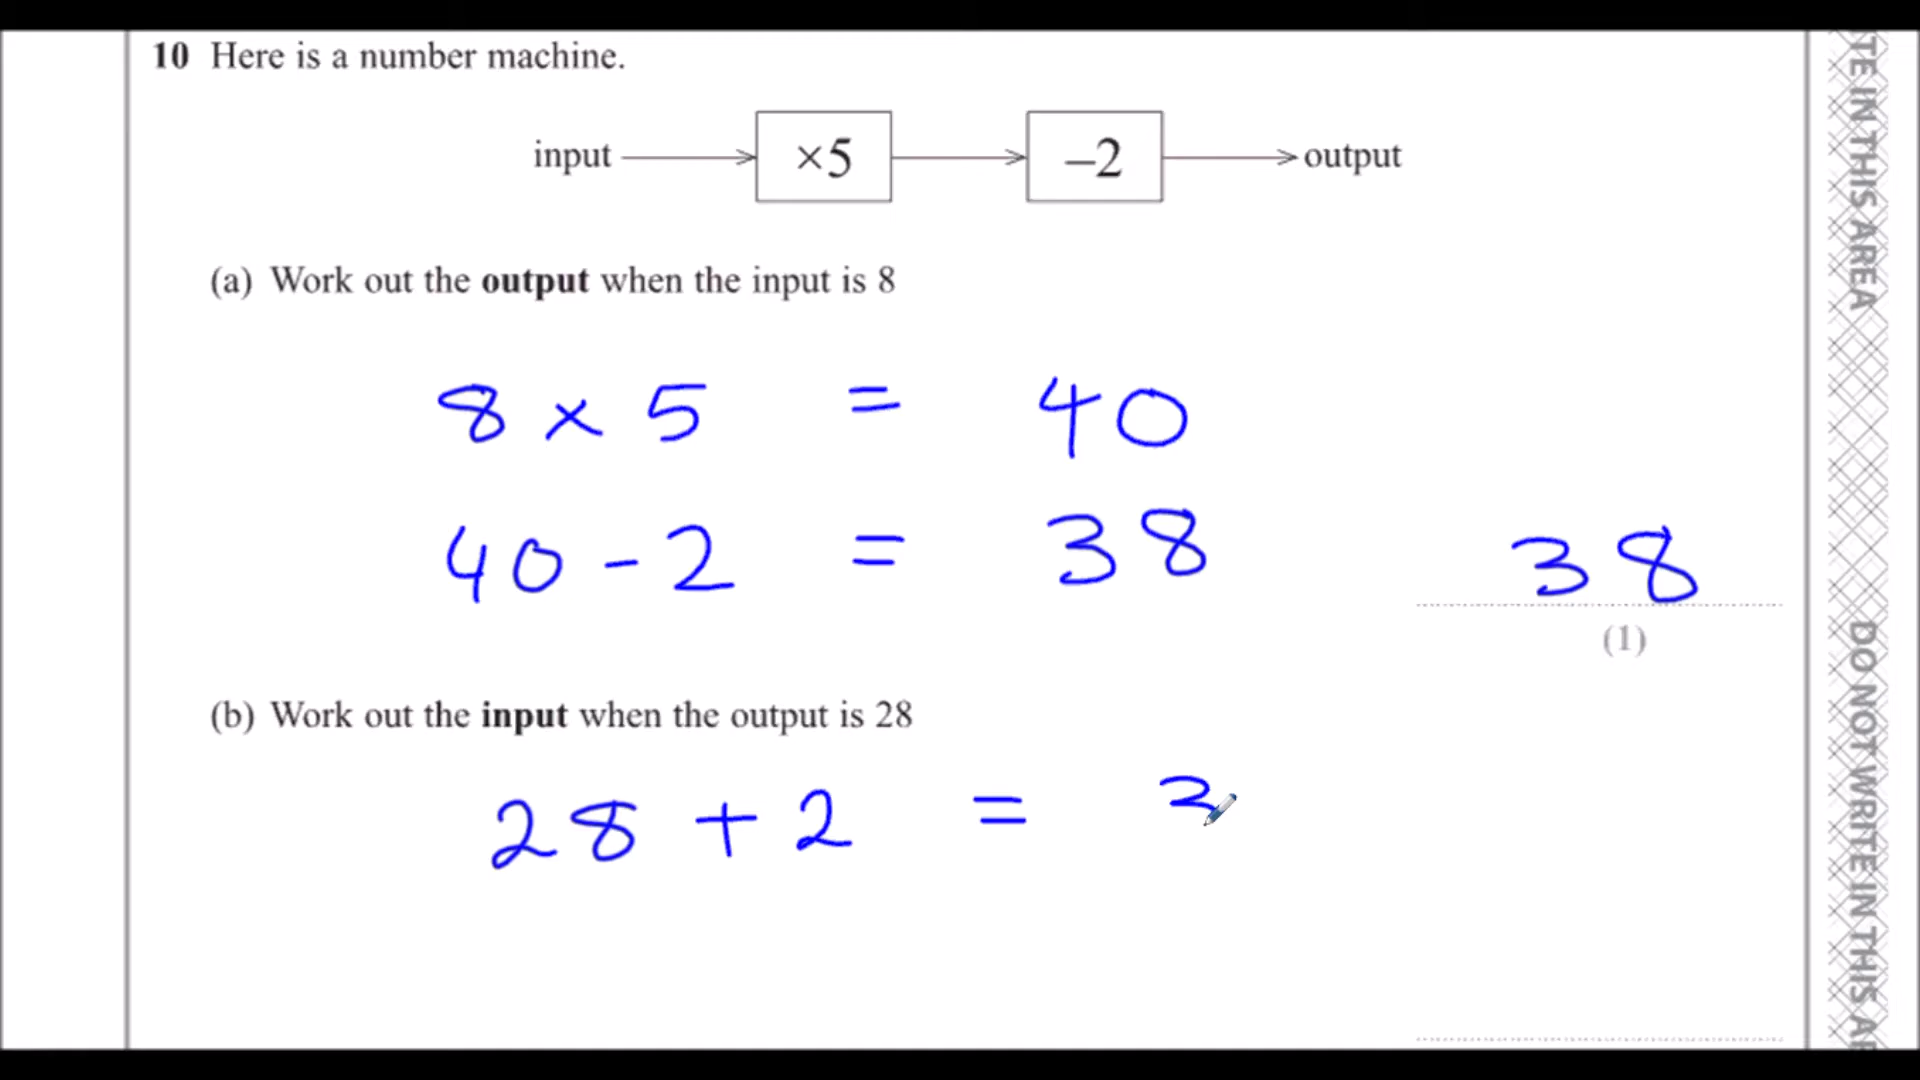 10 Here is a number machine.
input ×5 −2 output
(a) Work out the output when the input is 8
8 × 5 = 40
40 - 2 = 38
38
(1)
(b) Work out the input when the output is 28
28 + 2 = 3
TE IN THIS AREA
DO NOT WRITE IN THIS AR